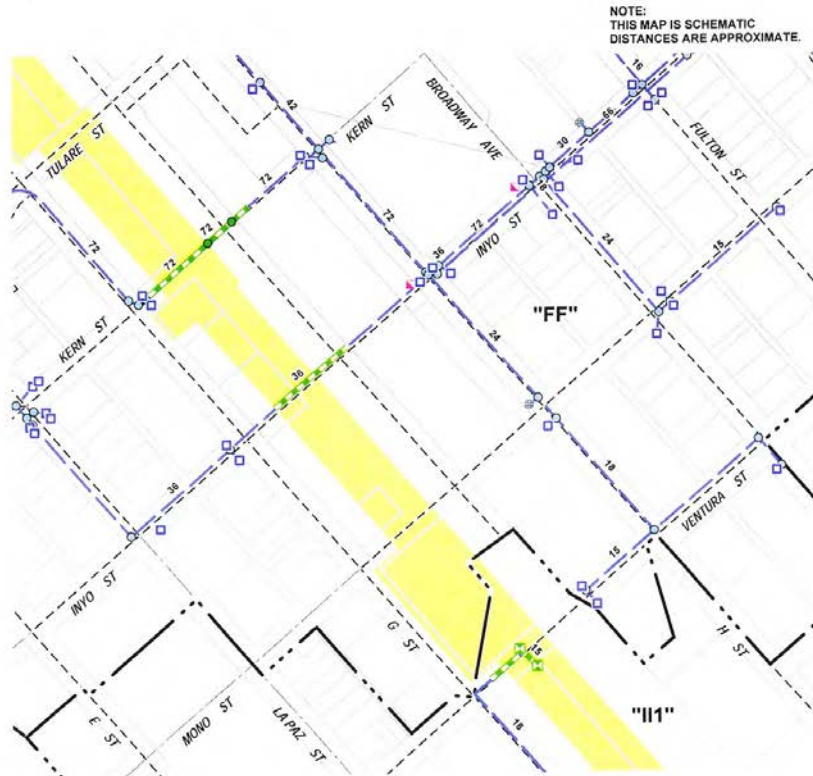 NOTE:
THIS MAP IS SCHEMATIC
DISTANCES ARE APPROXIMATE.
16
42
BROADWAY AVE
KERN ST
66
30
FULTON ST
TULARE ST
72
18
72
72
72
INYO ST
24
15
72
72
36
KERN ST
"FF"
24
36
18
36
VENTURA ST
15
INYO ST
G ST
H ST
15
E ST
MONO ST
LA PAZ ST
18
"II1"